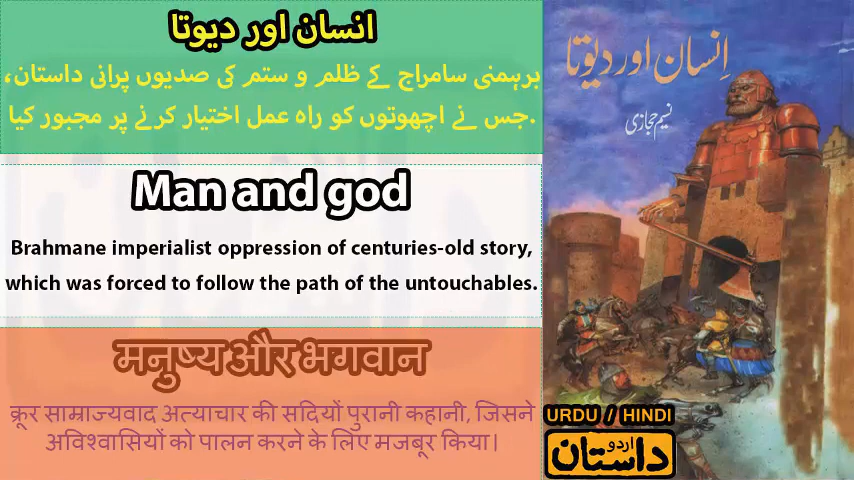 انسان اور دیوتا
برہمنی سامراج کے ظلم و ستم کی صدیوں پرانی داستان،
جس نے اچھوتوں کو راہ عمل اختیار کرنے پر مجبور کیا.
Man and god
Brahmane imperialist oppression of centuries-old story,
which was forced to follow the path of the untouchables.
मनुष्य और भगवान
क्रूर साम्राज्यवाद अत्याचार की सदियों पुरानी कहानी, जिसने
अविश्वासियों को पालन करने के लिए मजबूर किया।
اِنسان اور دیوتا
نسیم حجازی
URDU / HINDI
اردو
داستان